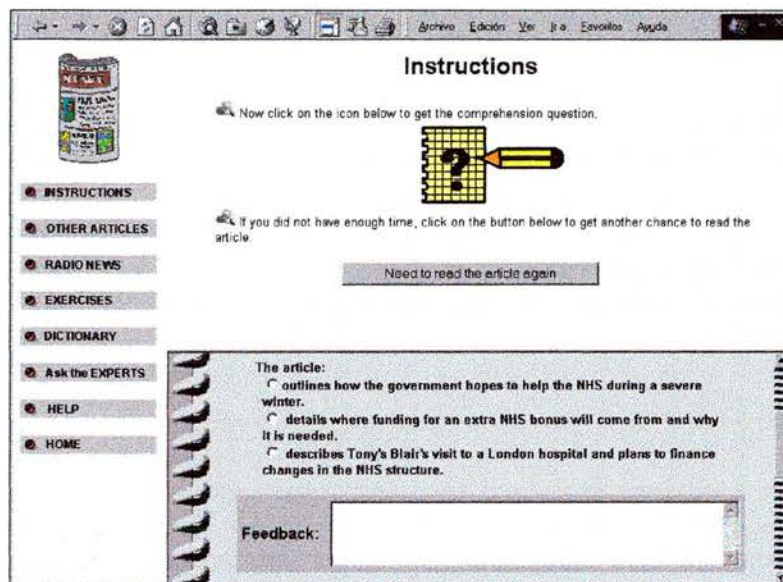 Archivo Edición Ver Ir a Favoritos Ayuda
NEWS
Instructions
Now click on the icon below to get the comprehension question.
?
If you did not have enough time, click on the button below to get another chance to read the
article.
Need to read the article again
INSTRUCTIONS
OTHER ARTICLES
RADIO NEWS
EXERCISES
DICTIONARY
Ask the EXPERTS
HELP
HOME
The article:
outlines how the government hopes to help the NHS during a severe
winter.
details where funding for an extra NHS bonus will come from and why
it is needed.
describes Tony's Blair's visit to a London hospital and plans to finance
changes in the NHS structure.
Feedback: